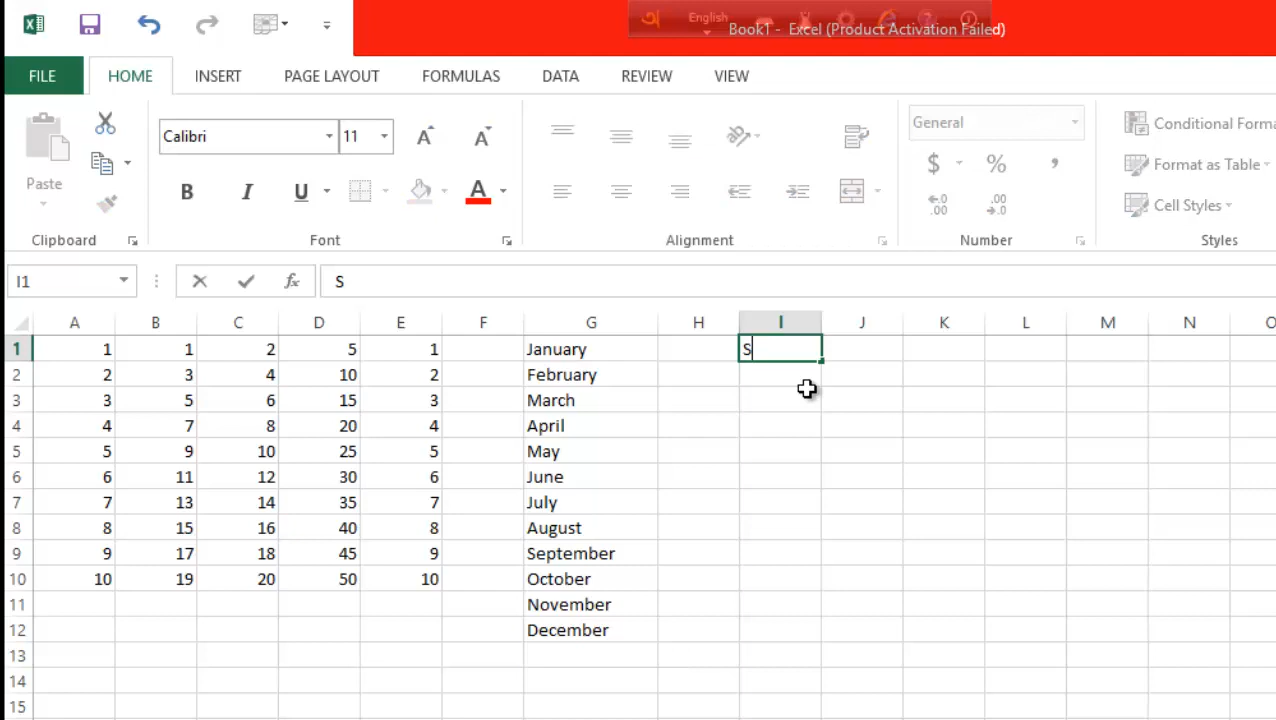 অ English
Book1 - Excel (Product Activation Failed)
FILE HOME INSERT PAGE LAYOUT FORMULAS DATA REVIEW VIEW
Calibri 11 General Conditional Forma
Paste B I U A $ % , Format as Table
←.0 .00 .00 →.0 Cell Styles
Clipboard Font Alignment Number Styles
I1 fx S
A B C D E F G H I J K L M N O
1 1 1 2 5 1 January S
2 2 3 4 10 2 February
3 3 5 6 15 3 March
4 4 7 8 20 4 April
5 5 9 10 25 5 May
6 6 11 12 30 6 June
7 7 13 14 35 7 July
8 8 15 16 40 8 August
9 9 17 18 45 9 September
10 10 19 20 50 10 October
11 November
12 December
13
14
15